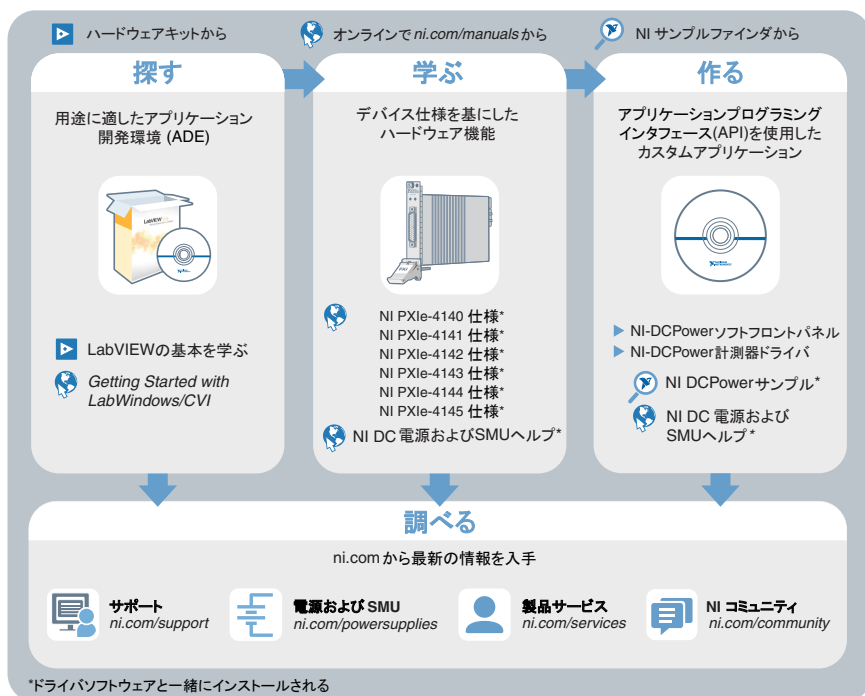 ハードウェアキットから
オンラインでni.com/manualsから
NI サンプルファインダから
探す
用途に適したアプリケーション
開発環境 (ADE)
LabVIEW
LabVIEWの基本を学ぶ
Getting Started with
LabWindows/CVI
学ぶ
デバイス仕様を基にした
ハードウェア機能
NI PXIe-4140 仕様*
NI PXIe-4141 仕様*
NI PXIe-4142 仕様*
NI PXIe-4143 仕様*
NI PXIe-4144 仕様*
NI PXIe-4145 仕様*
NI DC 電源およびSMUヘルプ*
作る
アプリケーションプログラミング
インタフェース(API)を使用した
カスタムアプリケーション
NI-DCPowerソフトフロントパネル
NI-DCPower計測器ドライバ
NI DCPowerサンプル*
NI DC 電源および
SMUヘルプ*
調べる
ni.com から最新の情報を入手
サポート
ni.com/support
電源および SMU
ni.com/powersupplies
製品サービス
ni.com/services
NI コミュニティ
ni.com/community
*ドライバソフトウェアと一緒にインストールされる